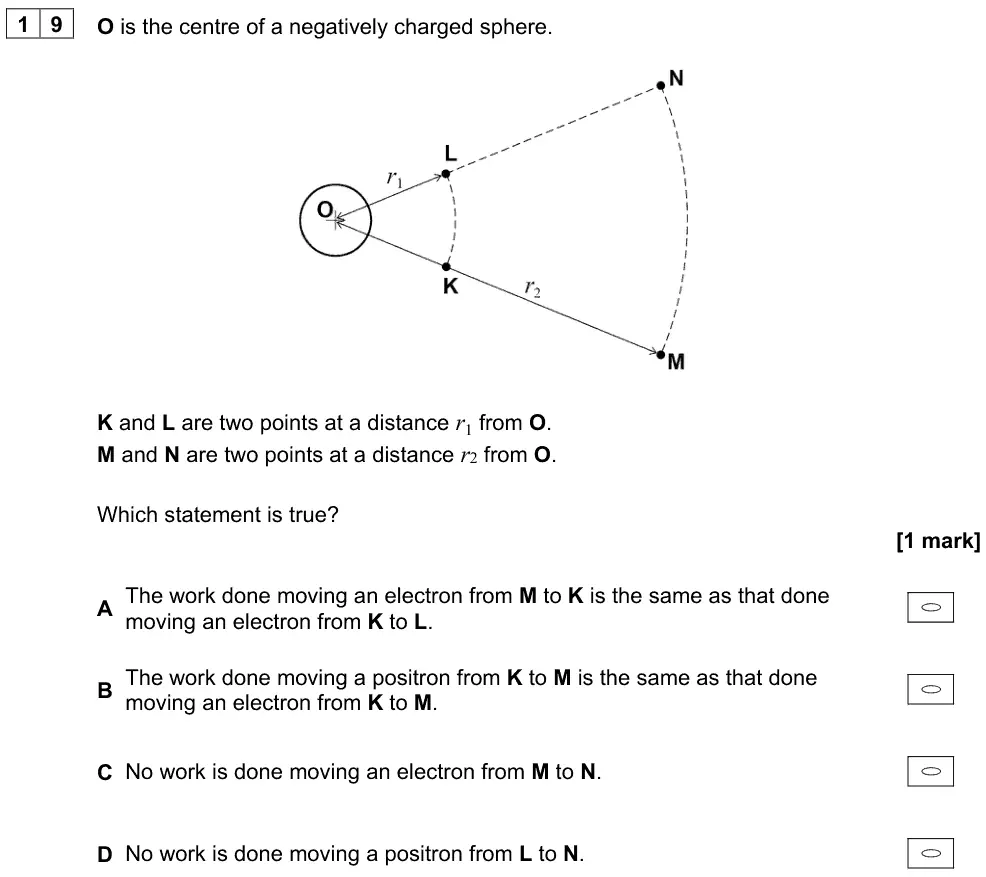 1 9 O is the centre of a negatively charged sphere.
N
L
r1
O
K
r2
M
K and L are two points at a distance r1 from O.
M and N are two points at a distance r2 from O.
Which statement is true?
[1 mark]
A The work done moving an electron from M to K is the same as that done
moving an electron from K to L.
B The work done moving a positron from K to M is the same as that done
moving an electron from K to M.
C No work is done moving an electron from M to N.
D No work is done moving a positron from L to N.